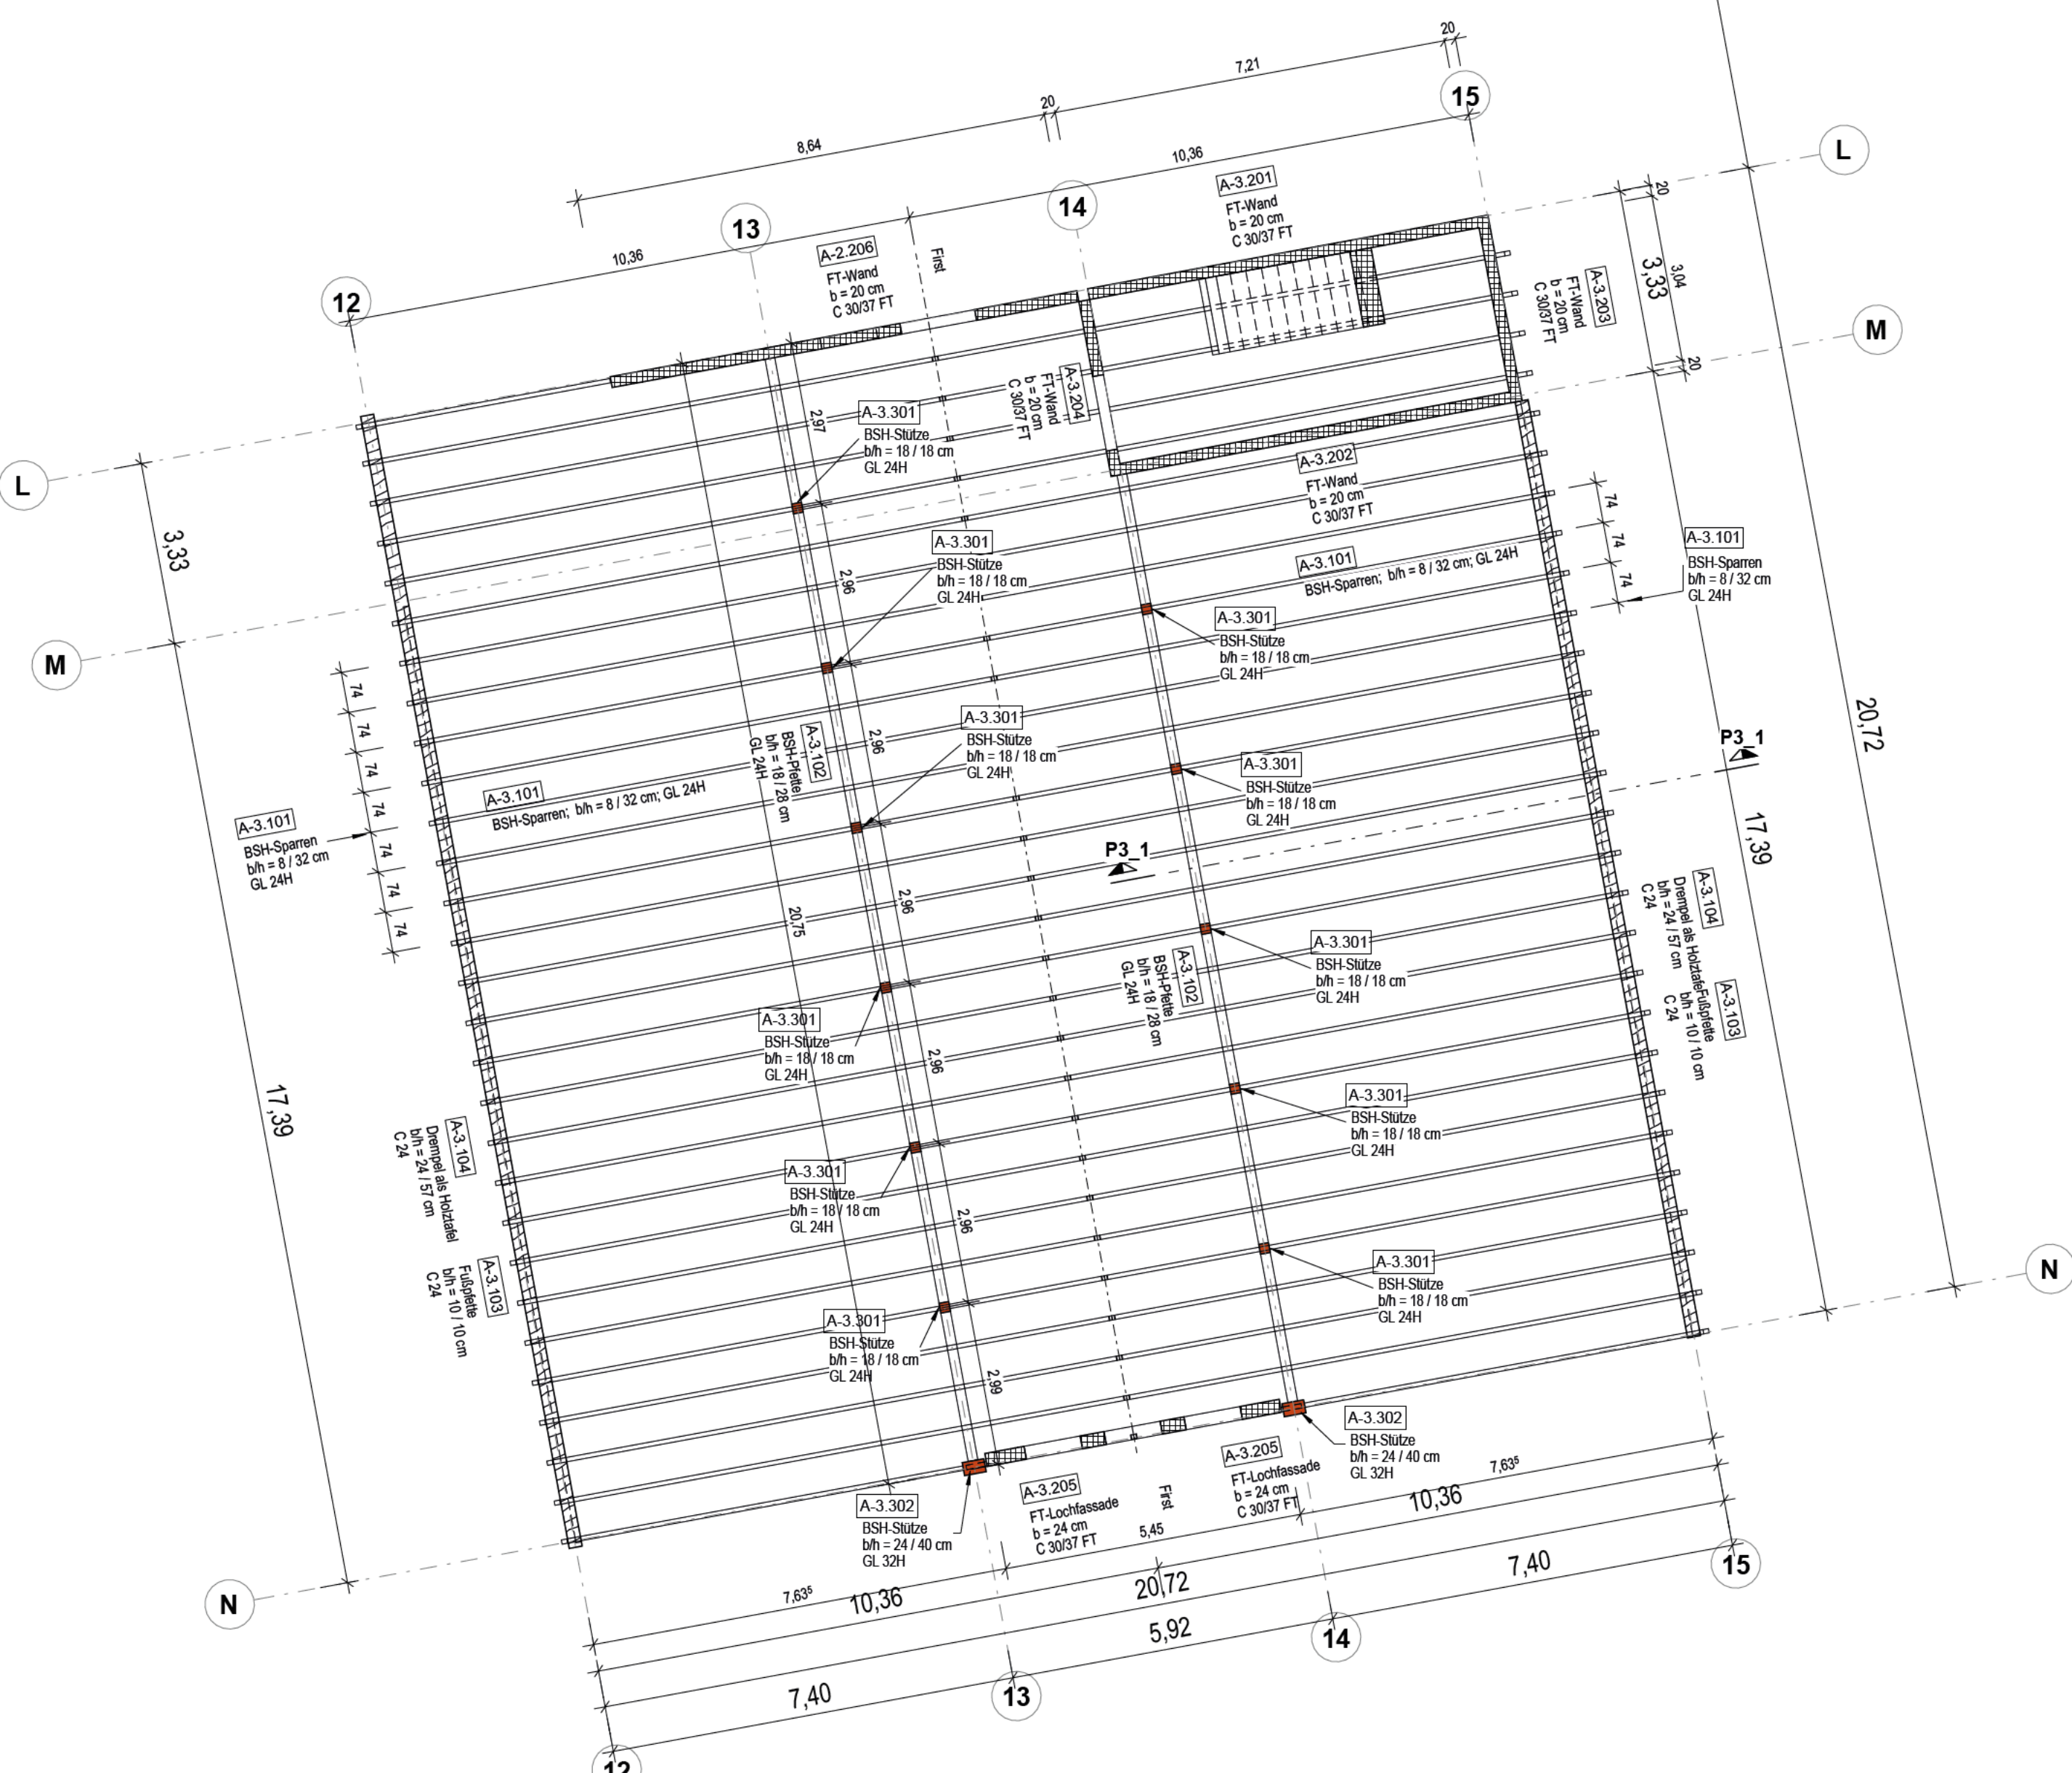 20
7,21
20
15
8,64
10,36
L
A-3.201
FT-Wand
b = 20 cm
C 30/37 FT
14
13
10,36
A-2.206
FT-Wand
b = 20 cm
C 30/37 FT
First
12
20
3,04
3,33
A-3.203
FT-Wand
b = 20 cm
C 30/37 FT
M
20
A-3.204
FT-Wand
b = 20 cm
C 30/37 FT
2,97
A-3.301
BSH-Stütze
b/h = 18 / 18 cm
GL 24H
A-3.202
FT-Wand
b = 20 cm
C 30/37 FT
L
3,33
74
74
74
A-3.101
BSH-Sparren
b/h = 8 / 32 cm
GL 24H
A-3.301
BSH-Stütze
b/h = 18 / 18 cm
GL 24H
2,96
A-3.101
BSH-Sparren; b/h = 8 / 32 cm; GL 24H
A-3.301
BSH-Stütze
b/h = 18 / 18 cm
GL 24H
M
74
74
74
74
74
74
74
A-3.301
BSH-Stütze
b/h = 18 / 18 cm
GL 24H
2,96
A-3.102
BSH-Pfette
b/h = 18 / 28 cm
GL 24H
A-3.301
BSH-Stütze
b/h = 18 / 18 cm
GL 24H
P3_1
20,72
A-3.101
BSH-Sparren; b/h = 8 / 32 cm; GL 24H
A-3.101
BSH-Sparren
b/h = 8 / 32 cm
GL 24H
P3_1
17,39
20,75
2,96
A-3.104
Drempel als Holztafel
b/h = 24 / 57 cm
C 24
A-3.301
BSH-Stütze
b/h = 18 / 18 cm
GL 24H
A-3.102
BSH-Pfette
b/h = 18 / 28 cm
GL 24H
A-3.103
Fußpfette
b/h = 10 / 10 cm
C 24
A-3.301
BSH-Stütze
b/h = 18 / 18 cm
GL 24H
2,96
17,39
A-3.301
BSH-Stütze
b/h = 18 / 18 cm
GL 24H
A-3.104
Drempel als Holztafel
b/h = 24 / 57 cm
C 24
A-3.301
BSH-Stütze
b/h = 18 / 18 cm
GL 24H
2,96
A-3.103
Fußpfette
b/h = 10 / 10 cm
C 24
A-3.301
BSH-Stütze
b/h = 18 / 18 cm
GL 24H
N
A-3.301
BSH-Stütze
b/h = 18 / 18 cm
GL 24H
2,99
A-3.302
BSH-Stütze
b/h = 24 / 40 cm
GL 32H
A-3.205
FT-Lochfassade
b = 24 cm
C 30/37 FT
First
A-3.205
FT-Lochfassade
b = 24 cm
C 30/37 FT
A-3.302
BSH-Stütze
b/h = 24 / 40 cm
GL 32H
N
7,63⁵
5,45
7,63⁵
10,36
10,36
20,72
7,40
5,92
7,40
15
14
13
12